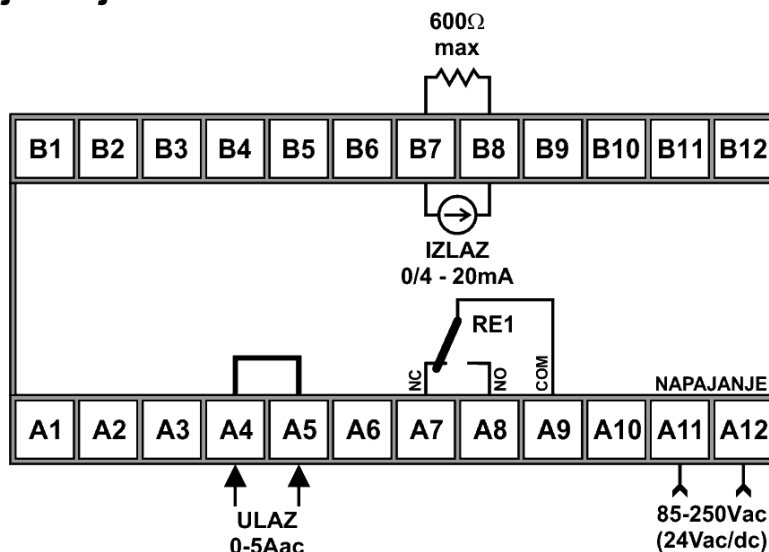 600Ω
max
B1 B2 B3 B4 B5 B6 B7 B8 B9 B10 B11 B12
IZLAZ
0/4 - 20mA
RE1
NC NO COM
NAPAJANJE
A1 A2 A3 A4 A5 A6 A7 A8 A9 A10 A11 A12
ULAZ
0-5Aac
85-250Vac
(24Vac/dc)